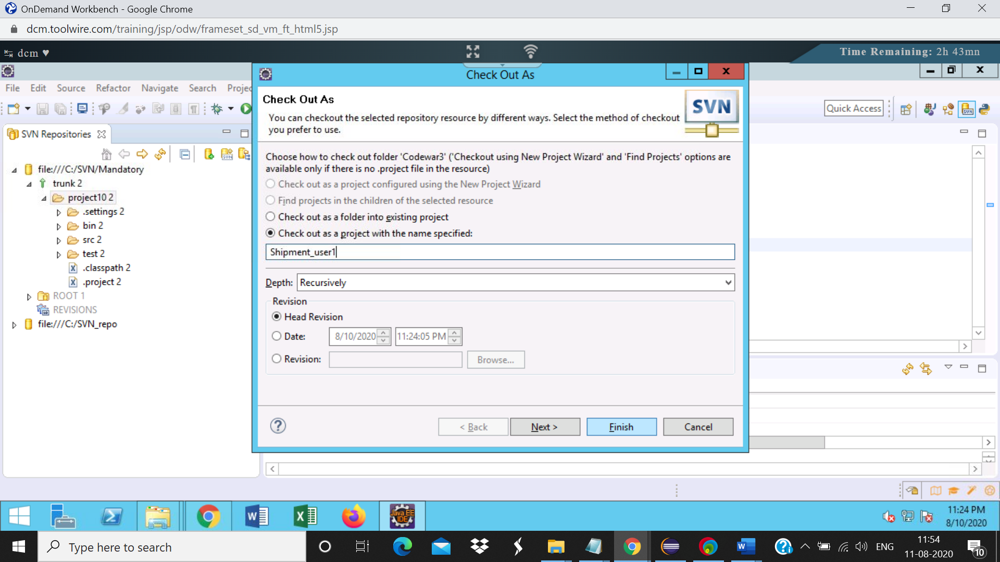 OnDemand Workbench - Google Chrome
dcm.toolwire.com/training/jsp/odw/frameset_sd_vm_ft_html5.jsp
dcm ♥
Time Remaining: 2h 43mn
Check Out As
File Edit Source Refactor Navigate Search Projec
Quick Access
SVN Repositories
file:///C:/SVN/Mandatory
trunk 2
project10 2
.settings 2
bin 2
src 2
test 2
.classpath 2
.project 2
ROOT 1
REVISIONS
file:///C:/SVN_repo
Check Out As
SVN
You can checkout the selected repository resource by different ways. Select the method of checkout
you prefer to use.
Choose how to check out folder 'Codewar3' ('Checkout using New Project Wizard' and 'Find Projects' options are
available only if there is no .project file in the resource)
Check out as a project configured using the New Project Wizard
Find projects in the children of the selected resource
Check out as a folder into existing project
Check out as a project with the name specified:
Shipment_user1
Depth: Recursively
Revision
Head Revision
Date: 8/10/2020 11:24:05 PM
Revision: Browse...
< Back Next > Finish Cancel
Java EE
IDE
11:24 PM
8/10/2020
Type here to search
ENG
11:54
11-08-2020
10